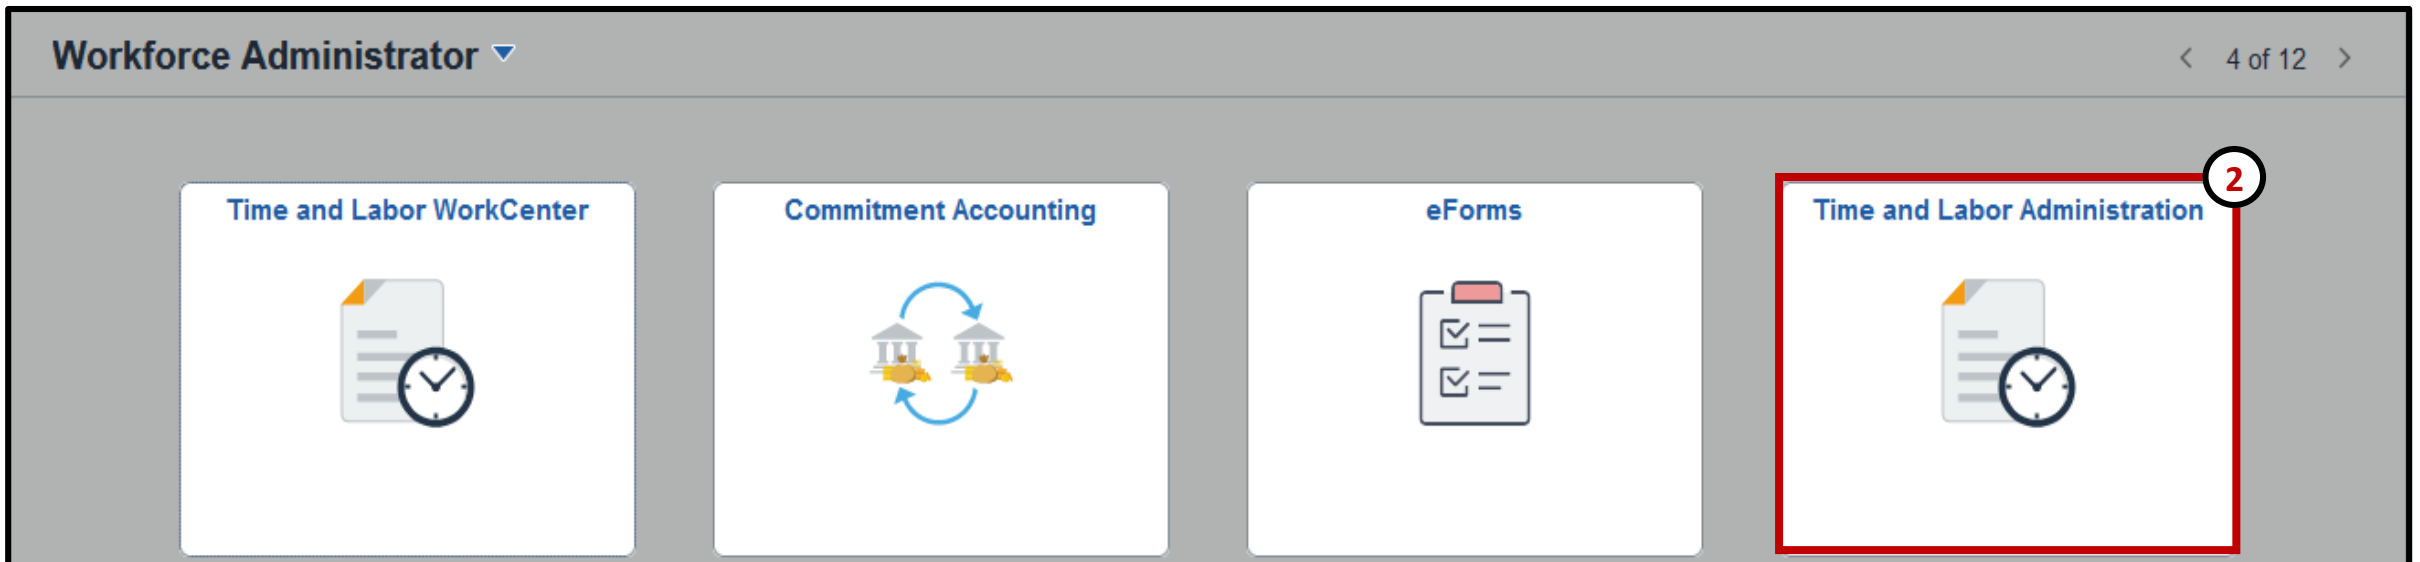 Workforce Administrator
4 of 12
2
Time and Labor WorkCenter
Commitment Accounting
eForms
Time and Labor Administration